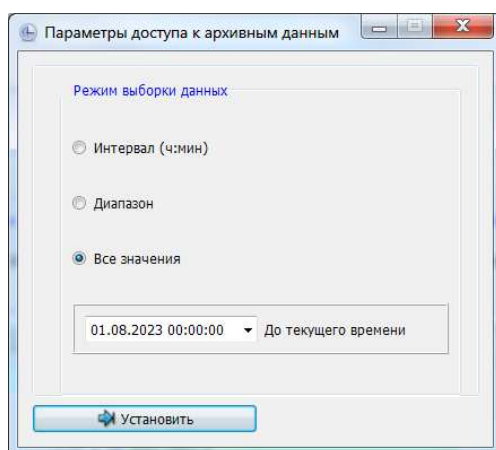 Параметры доступа к архивным данным
Режим выборки данных
Интервал (ч:мин)
Диапазон
Все значения
01.08.2023 00:00:00 До текущего времени
Установить